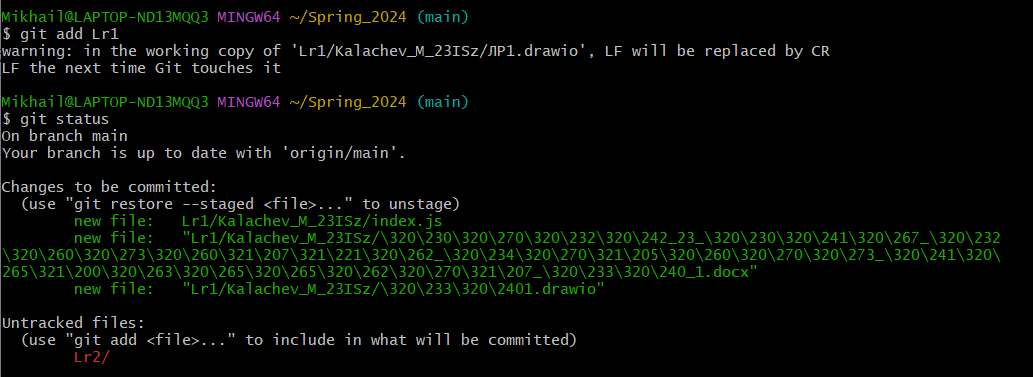 Mikhail@LAPTOP-ND13MQQ3 MINGW64 ~/Spring_2024 (main)
$ git add Lr1
warning: in the working copy of 'Lr1/Kalachev_M_23ISz/ЛР1.drawio', LF will be replaced by CR
LF the next time Git touches it
Mikhail@LAPTOP-ND13MQQ3 MINGW64 ~/Spring_2024 (main)
$ git status
On branch main
Your branch is up to date with 'origin/main'.
Changes to be committed:
(use "git restore --staged <file>..." to unstage)
new file: Lr1/Kalachev_M_23ISz/index.js
new file: "Lr1/Kalachev_M_23ISz/\320\230\320\270\320\232\320\242_23_\320\230\320\241\320\267_\320\232
\320\260\320\273\320\260\321\207\321\221\320\262_\320\234\320\270\321\205\320\260\320\270\320\273_\320\241\320\
265\321\200\320\263\320\265\320\265\320\262\320\270\321\207_\320\233\320\240_1.docx"
new file: "Lr1/Kalachev_M_23ISz/\320\233\320\2401.drawio"
Untracked files:
(use "git add <file>..." to include in what will be committed)
Lr2/